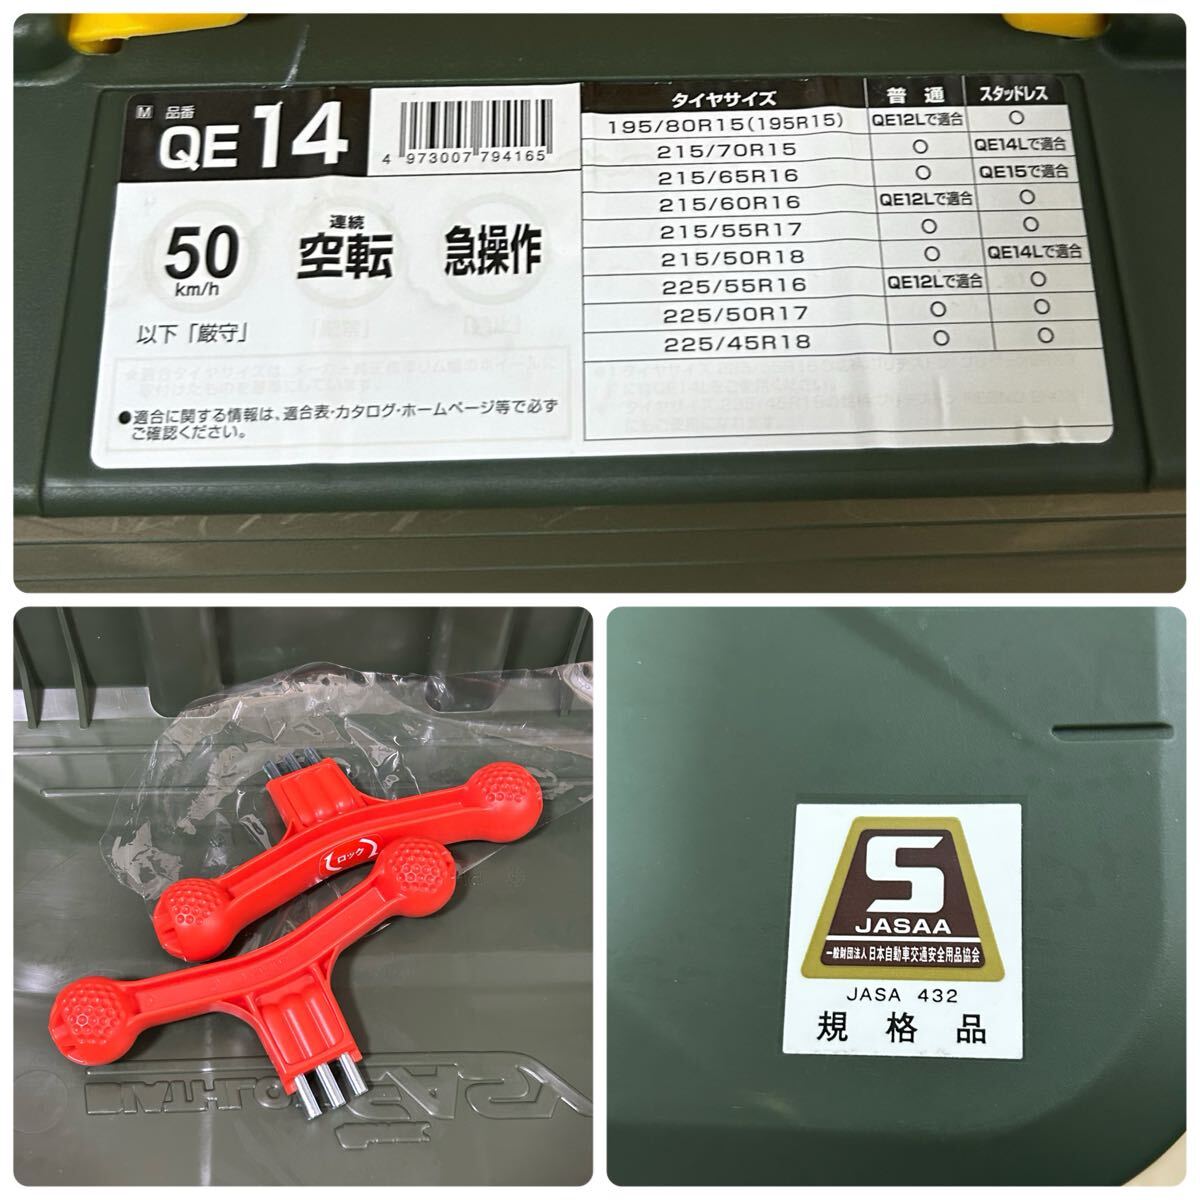 M 品番
QE14
4 973007 794165
50
km/h
以下「厳守」
連続
空転
急操作
●適合に関する情報は、適合表・カタログ・ホームページ等で必ず
ご確認ください。
タイヤサイズ 普通 スタッドレス
195/80R15(195R15) QE12Lで適合 ○
215/70R15 ○ QE14Lで適合
215/65R16 ○ QE15で適合
215/60R16 QE12Lで適合 ○
215/55R17 ○ ○
215/50R18 ○ QE14Lで適合
225/55R16 QE12Lで適合 ○
225/50R17 ○ ○
225/45R18 ○ ○
ロック
S
JASAA
一般財団法人 日本自動車交通安全用品協会
JASA 432
規格品